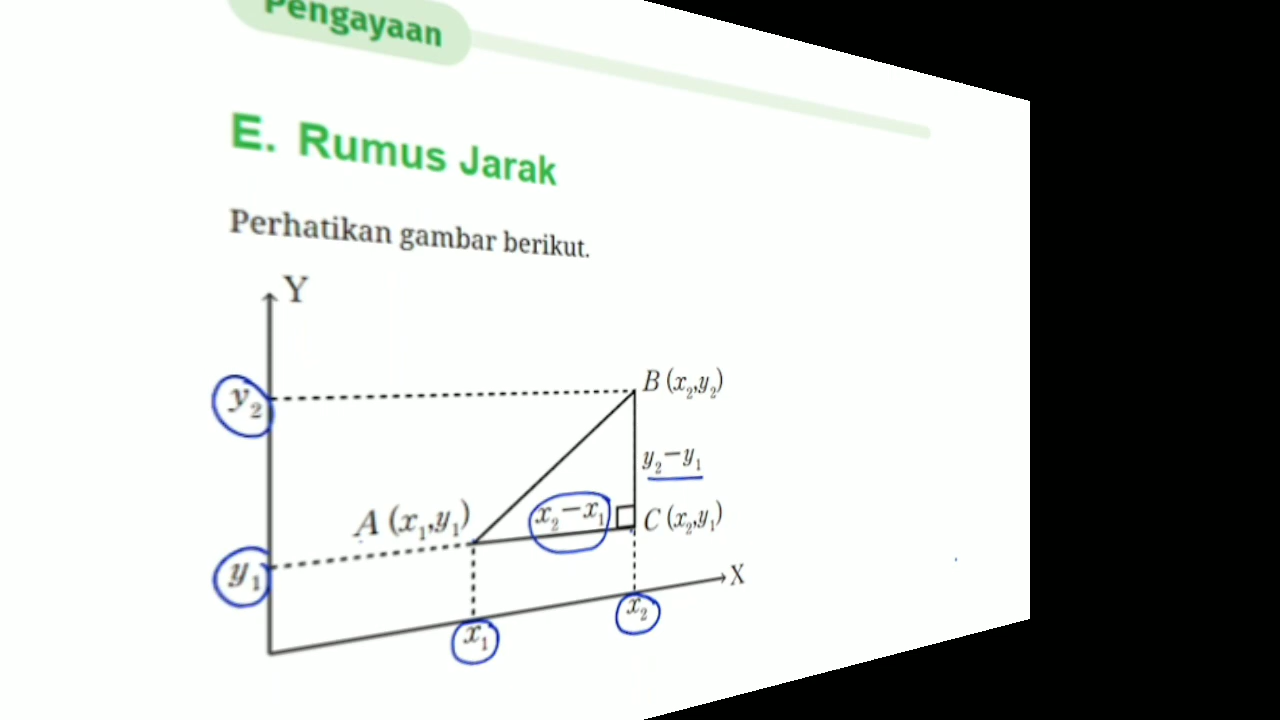 Pengayaan
E. Rumus Jarak
Perhatikan gambar berikut.
Y
y₂
B (x₂,y₂)
y₂−y₁
A (x₁,y₁)
x₂−x₁
C (x₂,y₁)
y₁
X
x₁
x₂